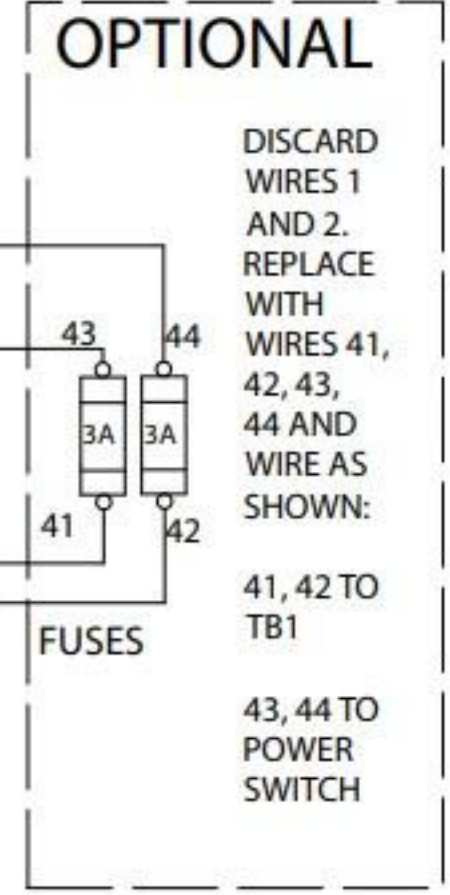 OPTIONAL
DISCARD
WIRES 1
AND 2.
REPLACE
WITH
WIRES 41,
42, 43,
44 AND
WIRE AS
SHOWN:
41, 42 TO
TB1
43, 44 TO
POWER
SWITCH
43 44
3A 3A
41 42
FUSES